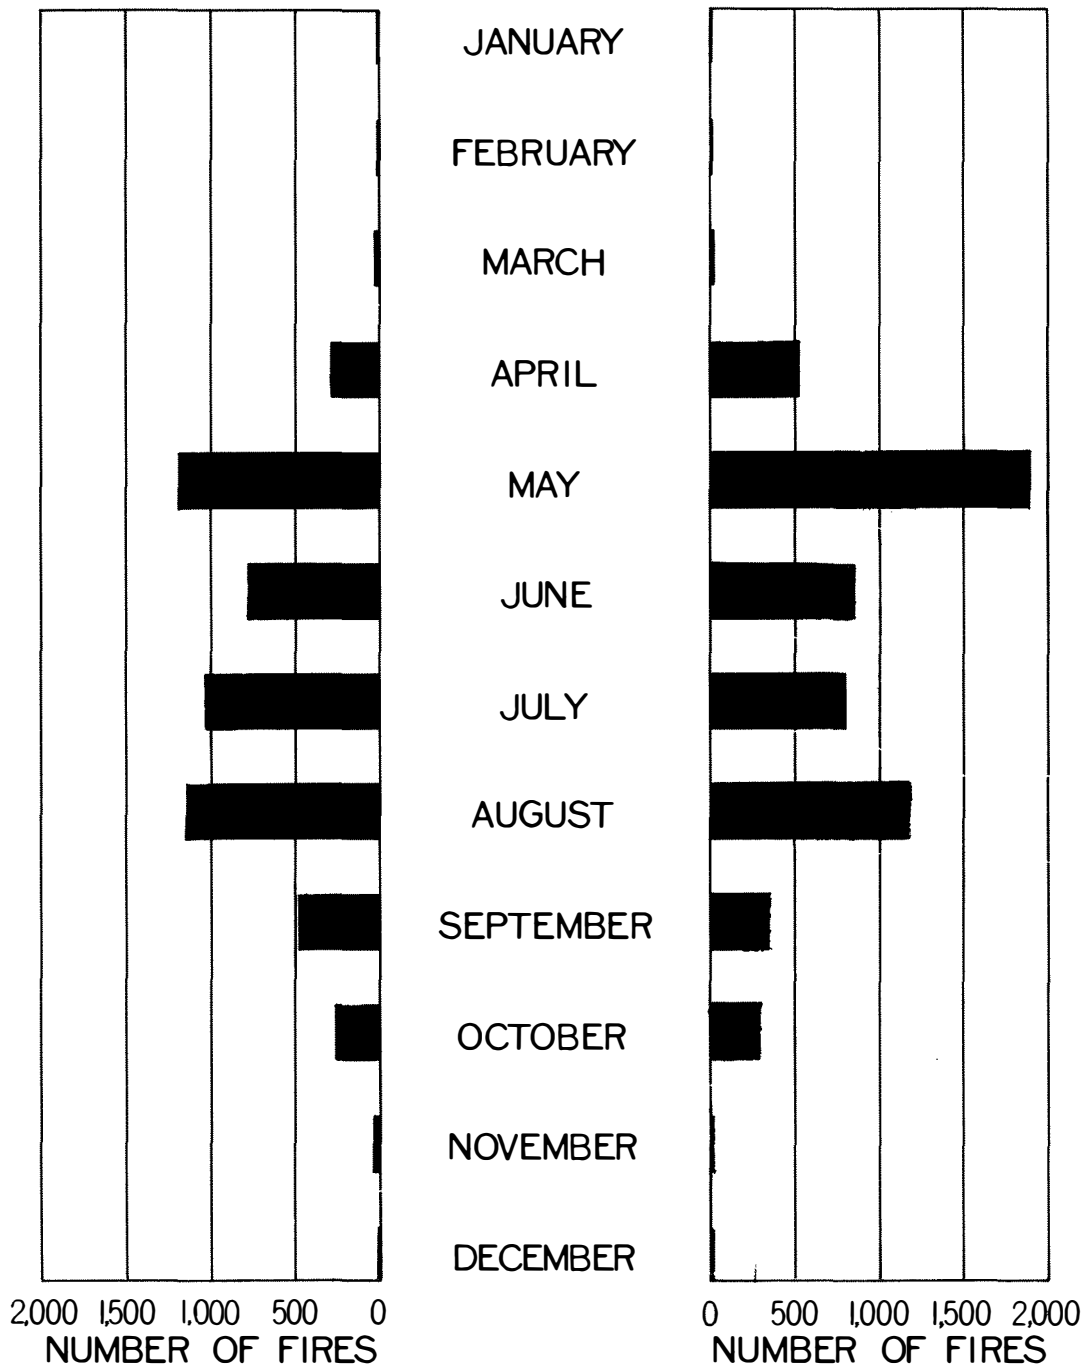 JANUARY
FEBRUARY
MARCH
APRIL
MAY
JUNE
JULY
AUGUST
SEPTEMBER
OCTOBER
NOVEMBER
DECEMBER
2,000 1,500 1,000 500 0 0 500 1,000 1,500 2,000
NUMBER OF FIRES NUMBER OF FIRES